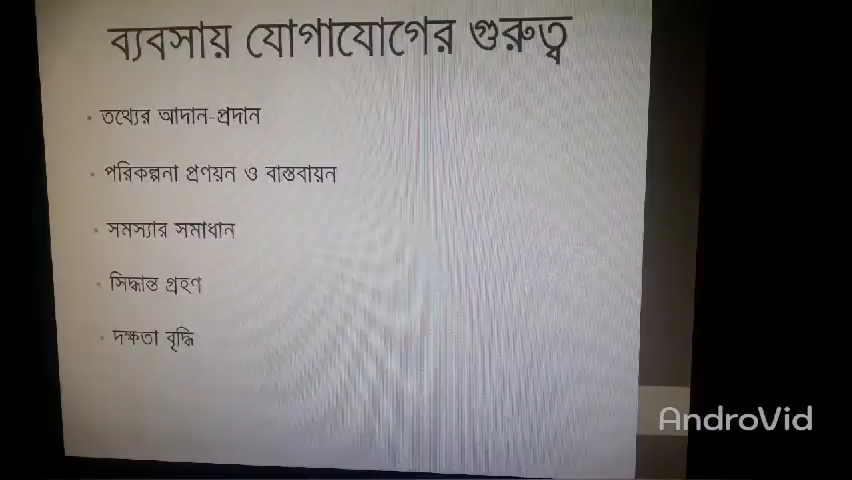 ব্যবসায় যোগাযোগের গুরুত্ব
• তথ্যের আদান-প্রদান
• পরিকল্পনা প্রণয়ন ও বাস্তবায়ন
• সমস্যার সমাধান
• সিদ্ধান্ত গ্রহণ
• দক্ষতা বৃদ্ধি
AndroVid